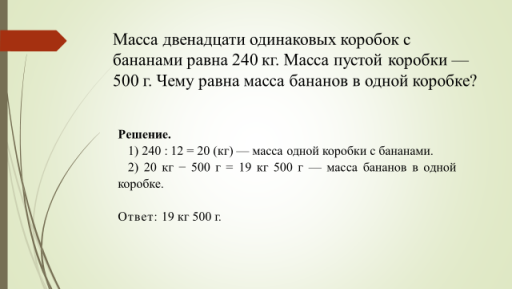 Масса двенадцати одинаковых коробок с
бананами равна 240 кг. Масса пустой коробки —
500 г. Чему равна масса бананов в одной коробке?
Решение.
1) 240 : 12 = 20 (кг) — масса одной коробки с бананами.
2) 20 кг − 500 г = 19 кг 500 г — масса бананов в одной
коробке.
Ответ: 19 кг 500 г.